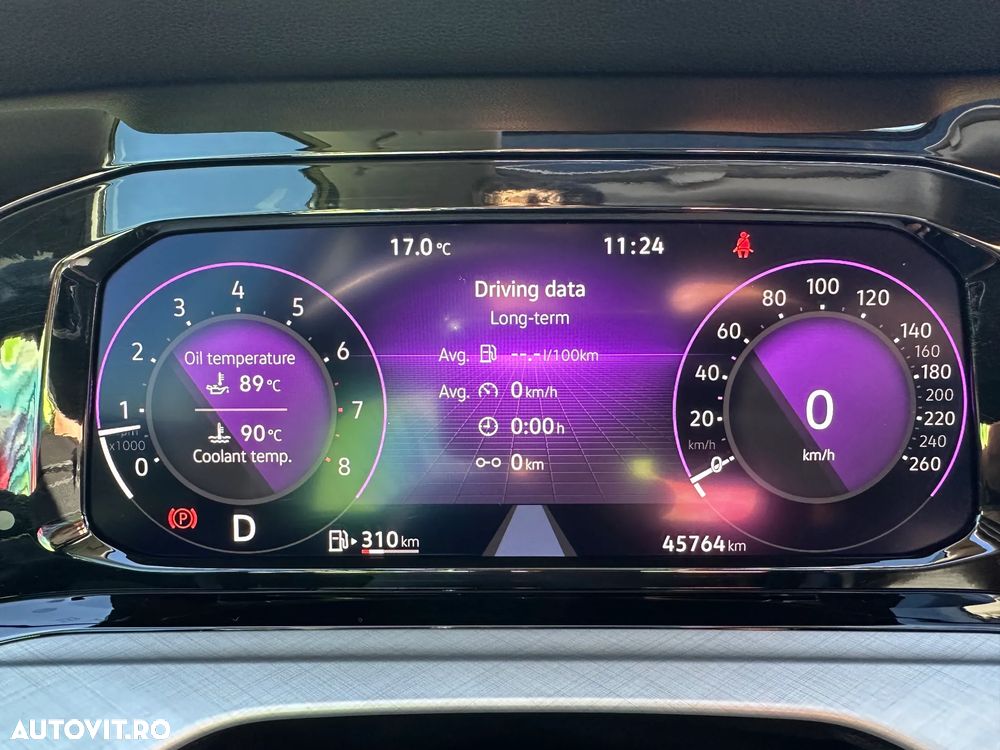 17.0 °C
11:24
Driving data
Long-term
Avg. --.- l/100km
Avg. 0 km/h
0:00 h
0 km
0
1
2
3
4
5
6
7
8
x1000
Oil temperature
89 °C
90 °C
Coolant temp.
P
D
310 km
0
20
40
60
80
100
120
140
160
180
200
220
240
260
km/h
0
km/h
45764 km
AUTOVIT.RO